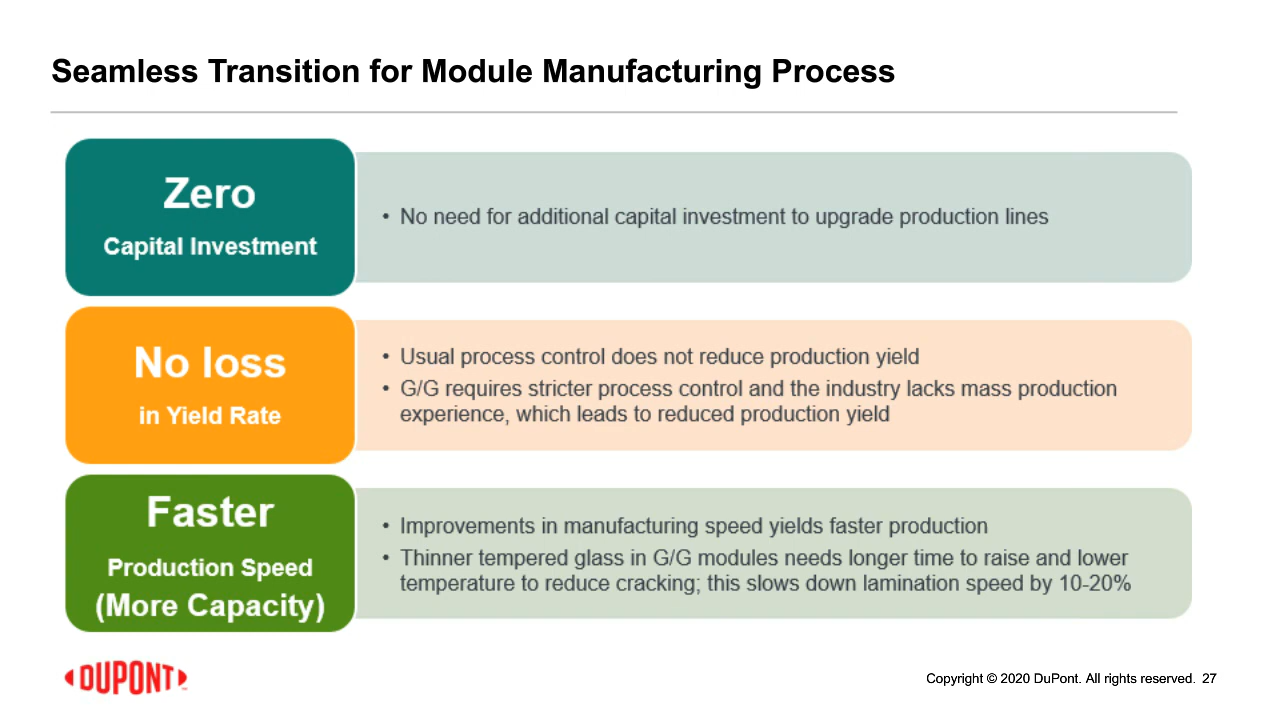 Seamless Transition for Module Manufacturing Process
Zero
Capital Investment
• No need for additional capital investment to upgrade production lines
No loss
in Yield Rate
• Usual process control does not reduce production yield
• G/G requires stricter process control and the industry lacks mass production
experience, which leads to reduced production yield
Faster
Production Speed
(More Capacity)
• Improvements in manufacturing speed yields faster production
• Thinner tempered glass in G/G modules needs longer time to raise and lower
temperature to reduce cracking; this slows down lamination speed by 10-20%
DUPONT
Copyright © 2020 DuPont. All rights reserved. 27